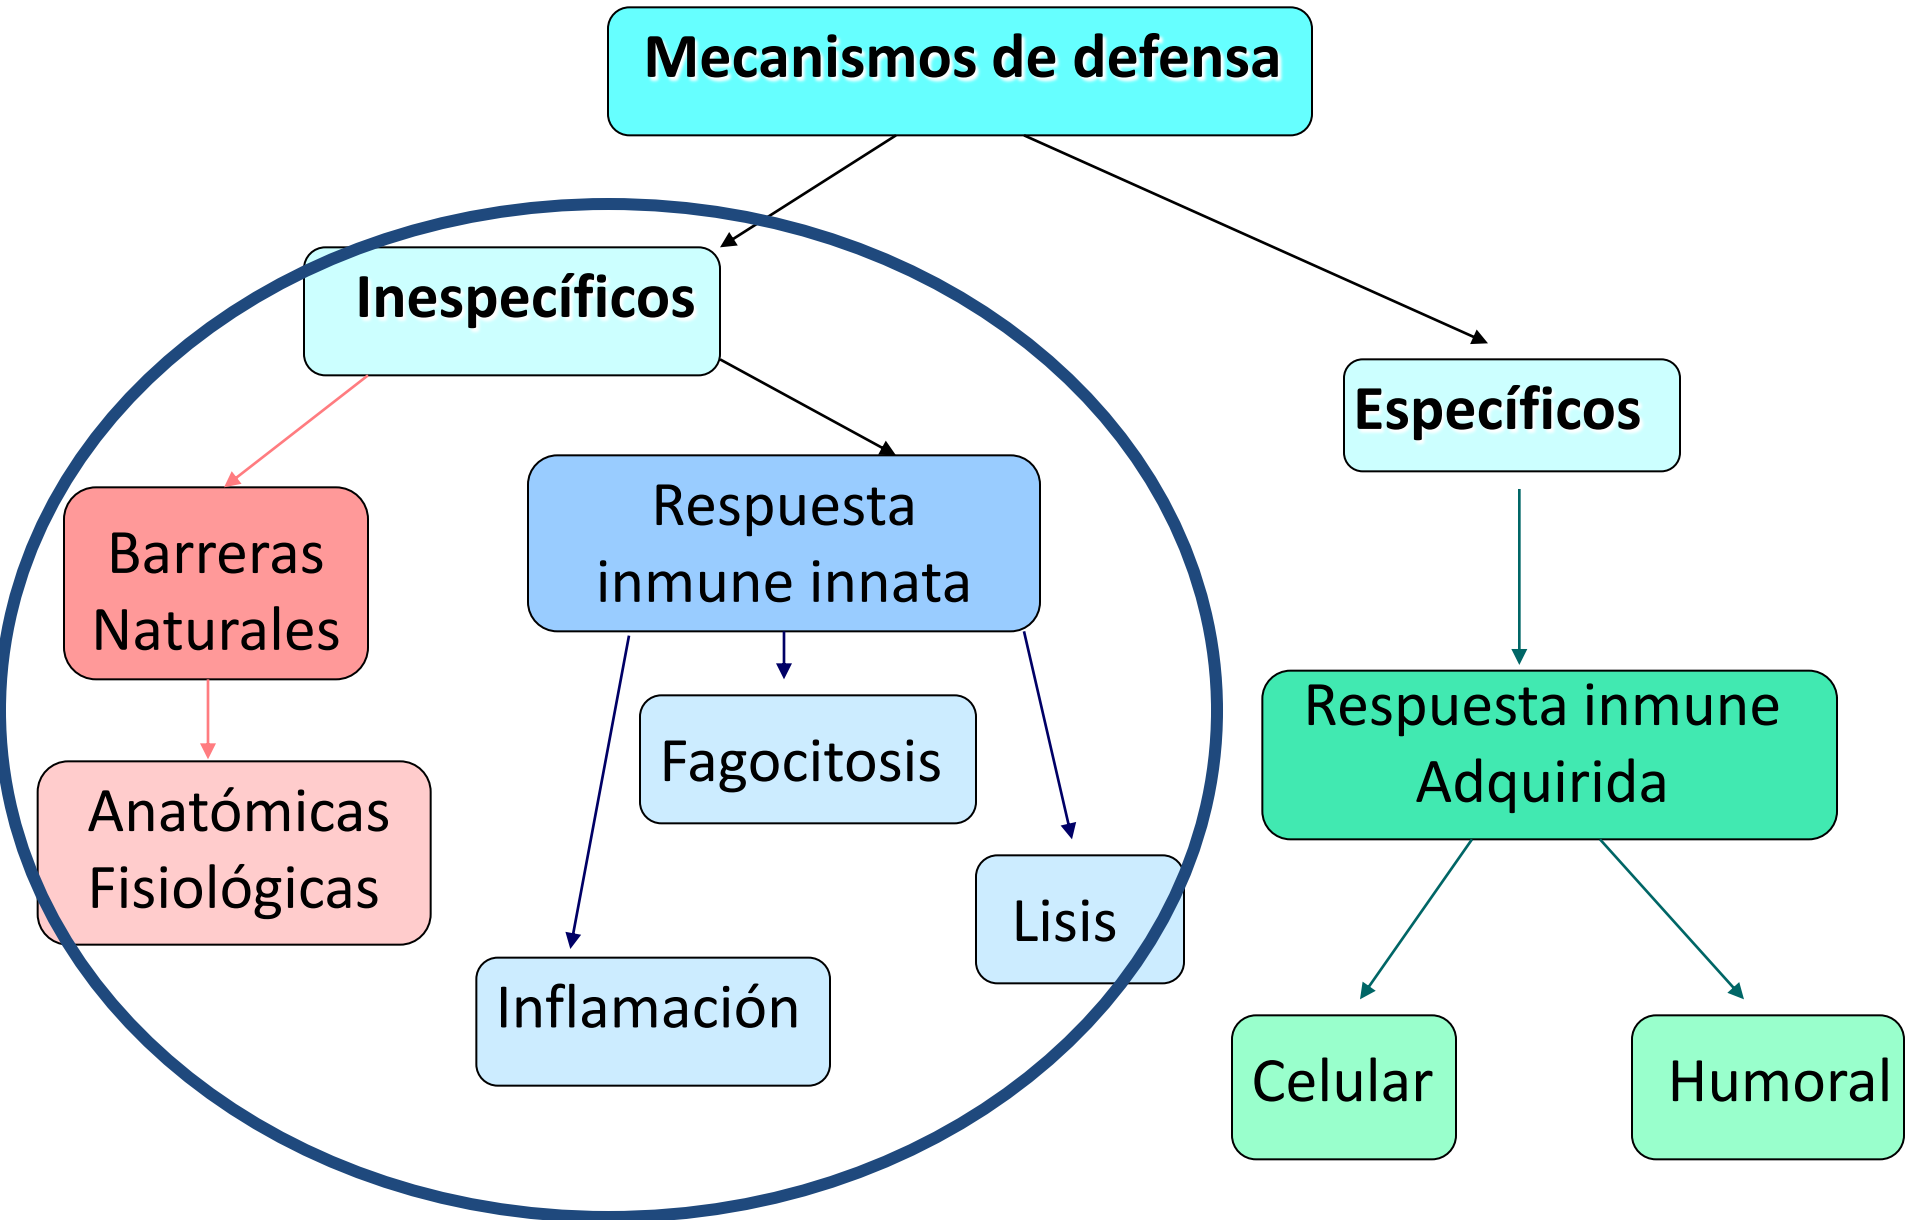 Mecanismos de defensa
Inespecíficos
Específicos
Barreras
Naturales
Respuesta
inmune innata
Respuesta inmune
Adquirida
Anatómicas
Fisiológicas
Fagocitosis
Lisis
Inflamación
Celular
Humoral